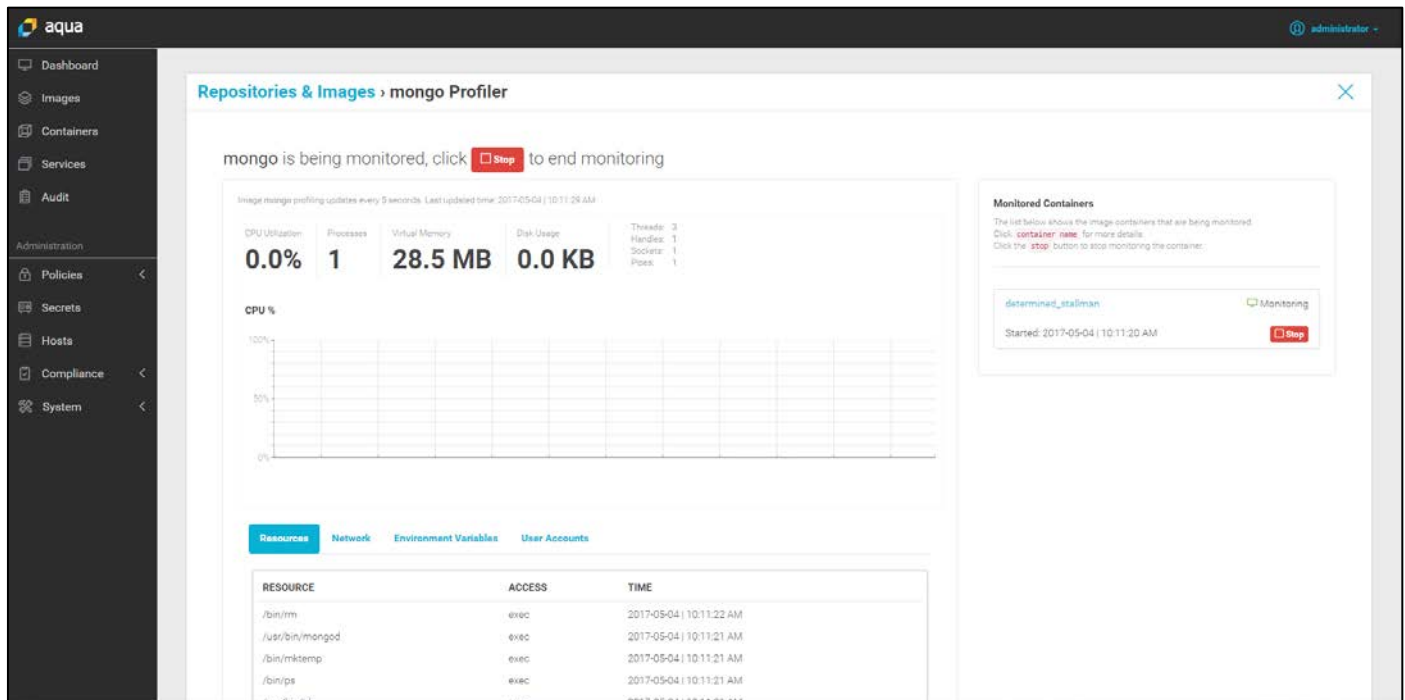 aqua
administrator
Dashboard
Images
Containers
Services
Audit
Administration
Policies
Secrets
Hosts
Compliance
System
Repositories & Images › mongo Profiler
mongo is being monitored, click Stop to end monitoring
Image mongo profiling updates every 5 seconds. Last updated time: 2017-05-04 | 10:11:29 AM
CPU Utilization Processes Virtual Memory Disk Usage
0.0% 1 28.5 MB 0.0 KB
Threads: 3
Handles: 1
Sockets: 1
Pipes: 1
CPU %
100%
50%
0%
Resources Network Environment Variables User Accounts
RESOURCE ACCESS TIME
/bin/rm exec 2017-05-04 | 10:11:22 AM
/usr/bin/mongod exec 2017-05-04 | 10:11:21 AM
/bin/mktemp exec 2017-05-04 | 10:11:21 AM
/bin/ps exec 2017-05-04 | 10:11:21 AM
Monitored Containers
The list below shows the image containers that are being monitored.
Click container name for more details.
Click the stop button to stop monitoring the container.
determined_stallman Monitoring
Started: 2017-05-04 | 10:11:20 AM Stop